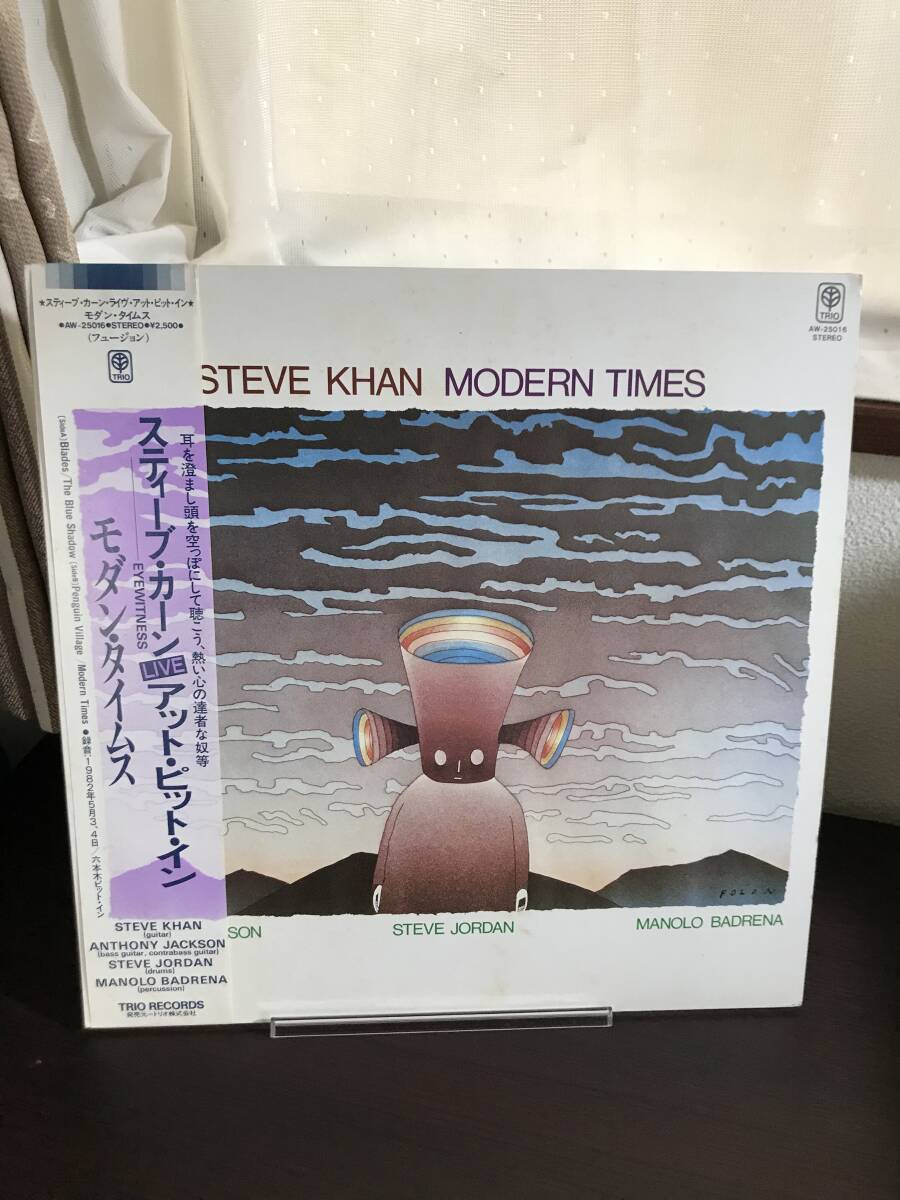 ★スティーブ・カーン・ライヴ・アット・ピット・イン★
モダン・タイムス
●AW-25016●STEREO●¥2,500●
(フュージョン)
TRIO
耳を澄まし頭を空っぽにして聴こう、熱い心の達者な奴等
スティーブ・カーン LIVE アット・ピット・イン
EYEWITNESS
モダン・タイムス
[Side A] Blades / The Blue Shadow [Side B] Penguin Village / Modern Times ●録音:1982年5月3、4日/六本木ピット・イン
STEVE KHAN
(guitar)
ANTHONY JACKSON
(bass guitar, contrabass guitar)
STEVE JORDAN
(drums)
MANOLO BADRENA
(percussion)
TRIO RECORDS
発売元—トリオ株式会社
TRIO
AW-25016
STEREO
STEVE KHAN MODERN TIMES
FOLON
SON STEVE JORDAN MANOLO BADRENA